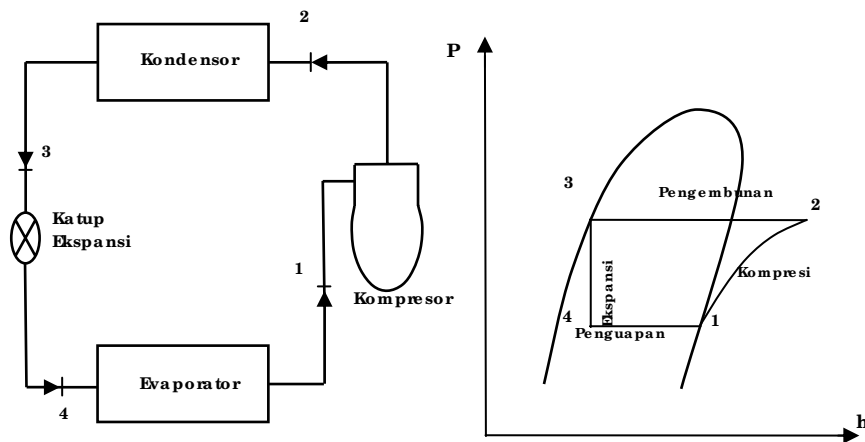 2
Kondensor
3
Katup
Ekspansi
1
Kompresor
Evaporator
4
P
3
Pengembunan
2
Ekspansi
Kompresi
4
1
Penguapan
h